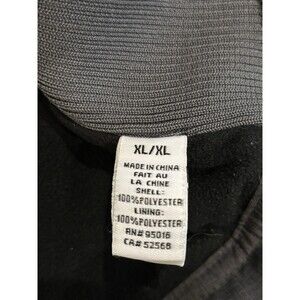 XL/XL
MADE IN CHINA
FAIT AU
LA CHINE
SHELL:
100%POLYESTER
LINING:
100%POLYESTER
RN# 95016
CA# 52568